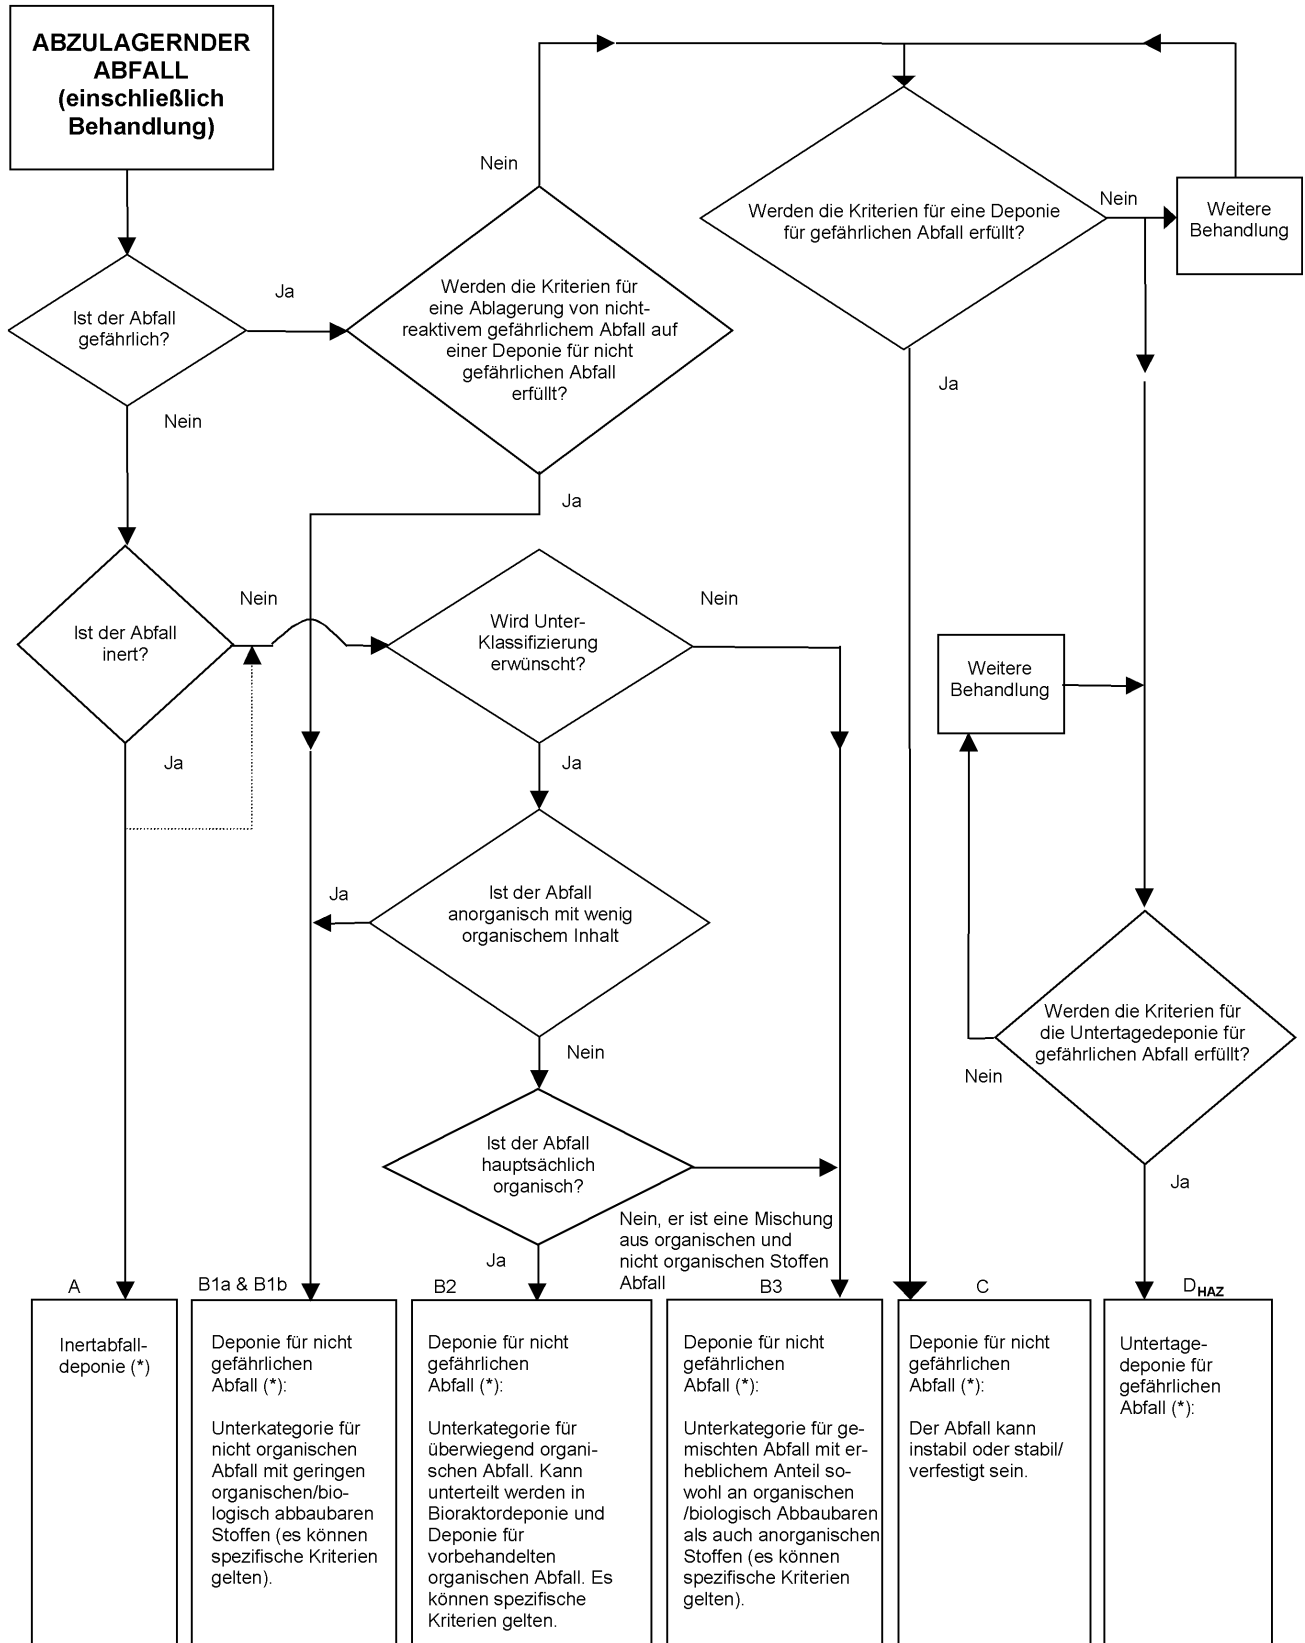 ABZULAGERNDER
ABFALL
(einschließlich
Behandlung)
Nein
Werden die Kriterien für eine Deponie
für gefährlichen Abfall erfüllt?
Nein
Weitere
Behandlung
Ist der Abfall
gefährlich?
Ja
Werden die Kriterien für
eine Ablagerung von nicht-
reaktivem gefährlichem Abfall auf
einer Deponie für nicht
gefährlichen Abfall
erfüllt?
Ja
Nein
Ja
Ist der Abfall
inert?
Nein
Wird Unter-
Klassifizierung
erwünscht?
Nein
Weitere
Behandlung
Ja
Ja
Ja
Ist der Abfall
anorganisch mit wenig
organischem Inhalt
Werden die Kriterien für
die Untertagedeponie für
gefährlichen Abfall erfüllt?
Nein
Nein
Ist der Abfall
hauptsächlich
organisch?
Ja
Nein, er ist eine Mischung
aus organischen und
nicht organischen Stoffen
Abfall
Ja
A
B1a & B1b
B2
B3
C
DHAZ
Inertabfall-
deponie (*)
Deponie für nicht
gefährlichen
Abfall (*):
Unterkategorie für
nicht organischen
Abfall mit geringen
organischen/bio-
logisch abbaubaren
Stoffen (es können
spezifische Kriterien
gelten).
Deponie für nicht
gefährlichen
Abfall (*):
Unterkategorie für
überwiegend organi-
schen Abfall. Kann
unterteilt werden in
Bioraktordeponie und
Deponie für
vorbehandelten
organischen Abfall. Es
können spezifische
Kriterien gelten.
Deponie für nicht
gefährlichen
Abfall (*):
Unterkategorie für ge-
mischten Abfall mit er-
heblichem Anteil so-
wohl an organischen
/biologisch Abbaubaren
als auch anorganischen
Stoffen (es können
spezifische Kriterien
gelten).
Deponie für nicht
gefährlichen
Abfall (*):
Der Abfall kann
instabil oder stabil/
verfestigt sein.
Untertage-
deponie für
gefährlichen
Abfall (*):